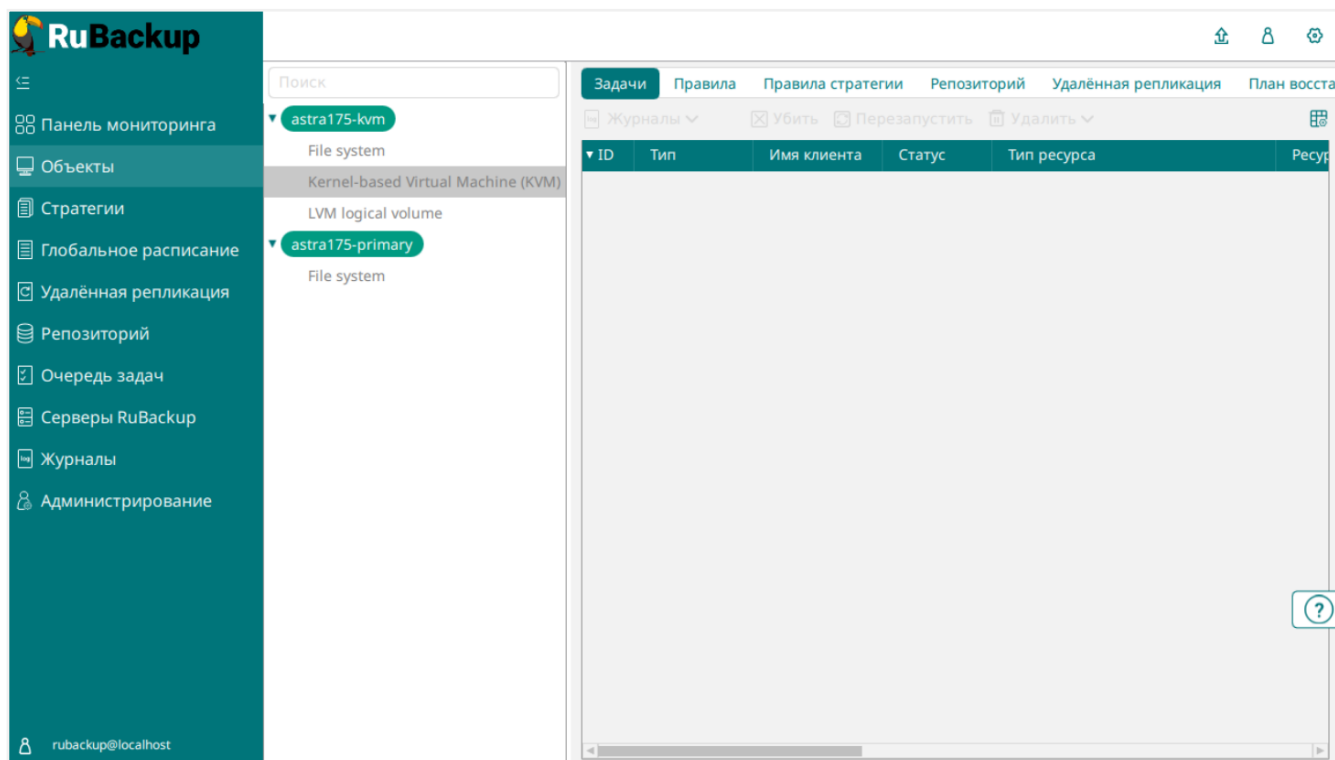 RuBackup
Панель мониторинга
Объекты
Стратегии
Глобальное расписание
Удалённая репликация
Репозиторий
Очередь задач
Серверы RuBackup
Журналы
Администрирование
rubackup@localhost
Поиск
astra175-kvm
File system
Kernel-based Virtual Machine (KVM)
LVM logical volume
astra175-primary
File system
Задачи Правила Правила стратегии Репозиторий Удалённая репликация План восста
Журналы Убить Перезапустить Удалить
ID Тип Имя клиента Статус Тип ресурса Ресур
?